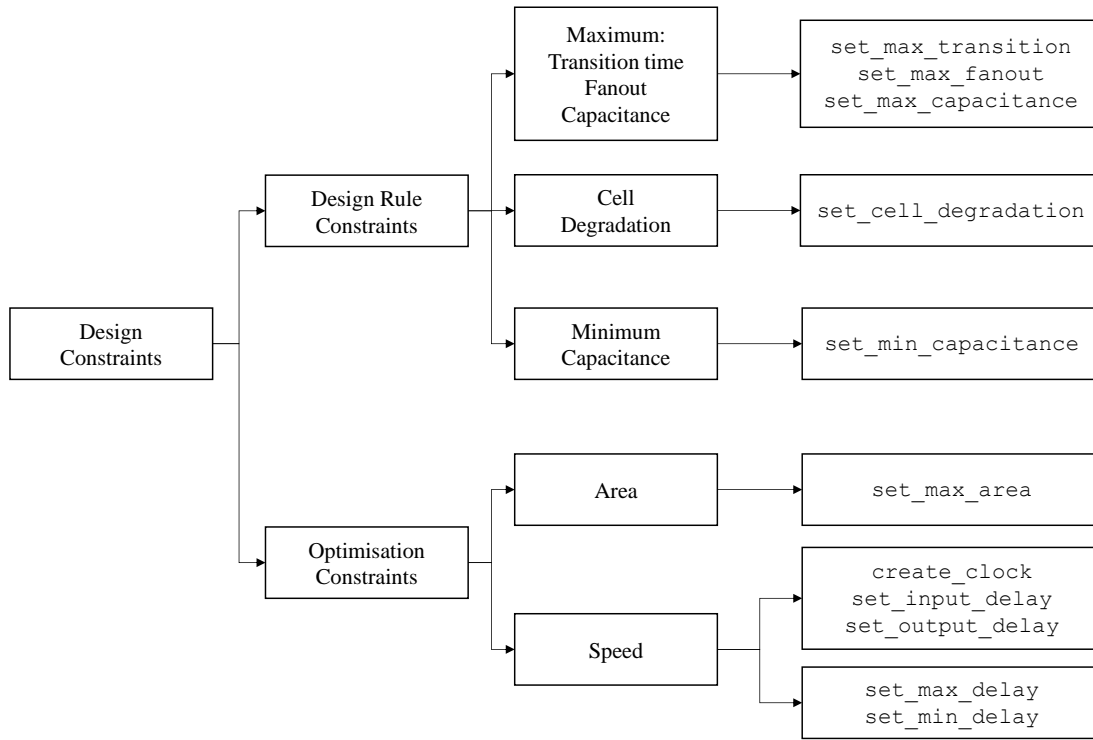 Maximum:
Transition time
Fanout
Capacitance
set_max_transition
set_max_fanout
set_max_capacitance
Design Rule
Constraints
Cell
Degradation
set_cell_degradation
Design
Constraints
Minimum
Capacitance
set_min_capacitance
Area
set_max_area
Optimisation
Constraints
create_clock
set_input_delay
set_output_delay
Speed
set_max_delay
set_min_delay